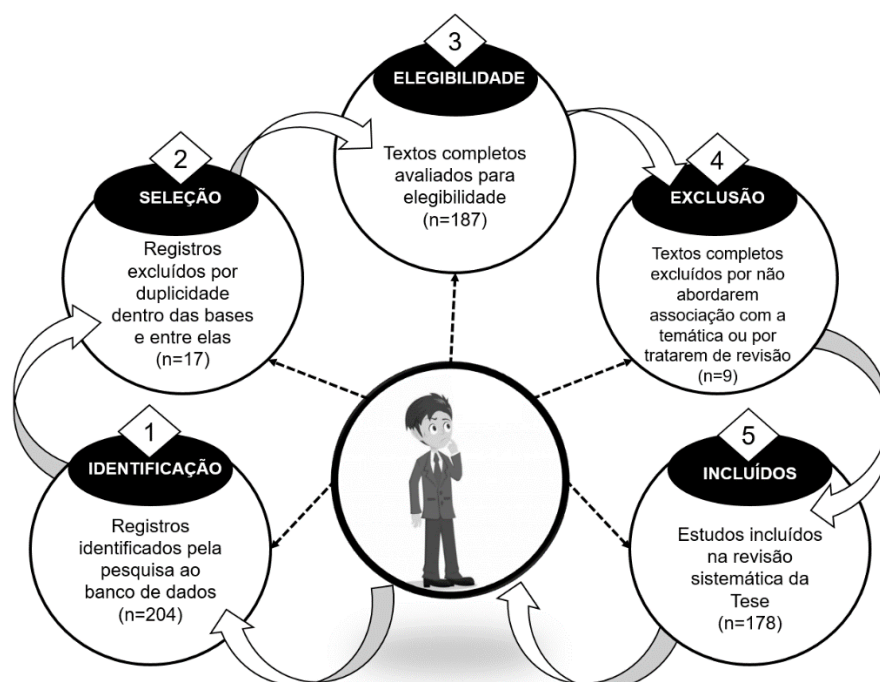 1
IDENTIFICAÇÃO
Registros
identificados pela
pesquisa ao
banco de dados
(n=204)
2
SELEÇÃO
Registros
excluídos por
duplicidade
dentro das bases
e entre elas
(n=17)
3
ELEGIBILIDADE
Textos completos
avaliados para
elegibilidade
(n=187)
4
EXCLUSÃO
Textos completos
excluídos por não
abordarem
associação com a
temática ou por
tratarem de revisão
(n=9)
5
INCLUÍDOS
Estudos incluídos
na revisão
sistemática da
Tese
(n=178)